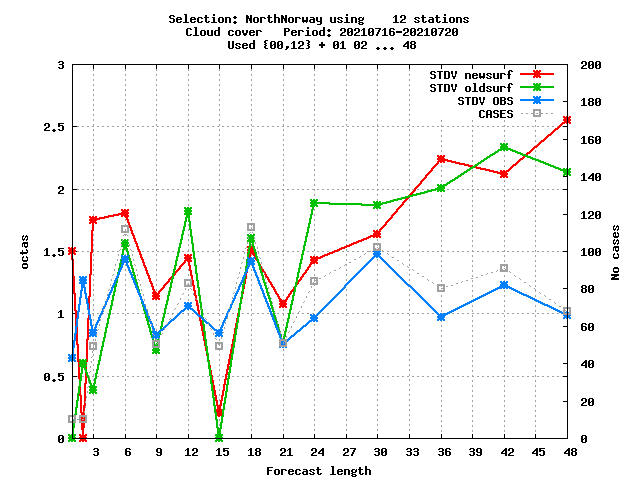 Selection: NorthNorway using    12 stations
Cloud cover   Period: 20210716-20210720
Used {00,12} + 01 02 ... 48
STDV newsurf
STDV oldsurf
STDV OBS
CASES
octas
3
2.5
2
1.5
1
0.5
0
No cases
200
180
160
140
120
100
80
60
40
20
0
3 6 9 12 15 18 21 24 27 30 33 36 39 42 45 48
Forecast length